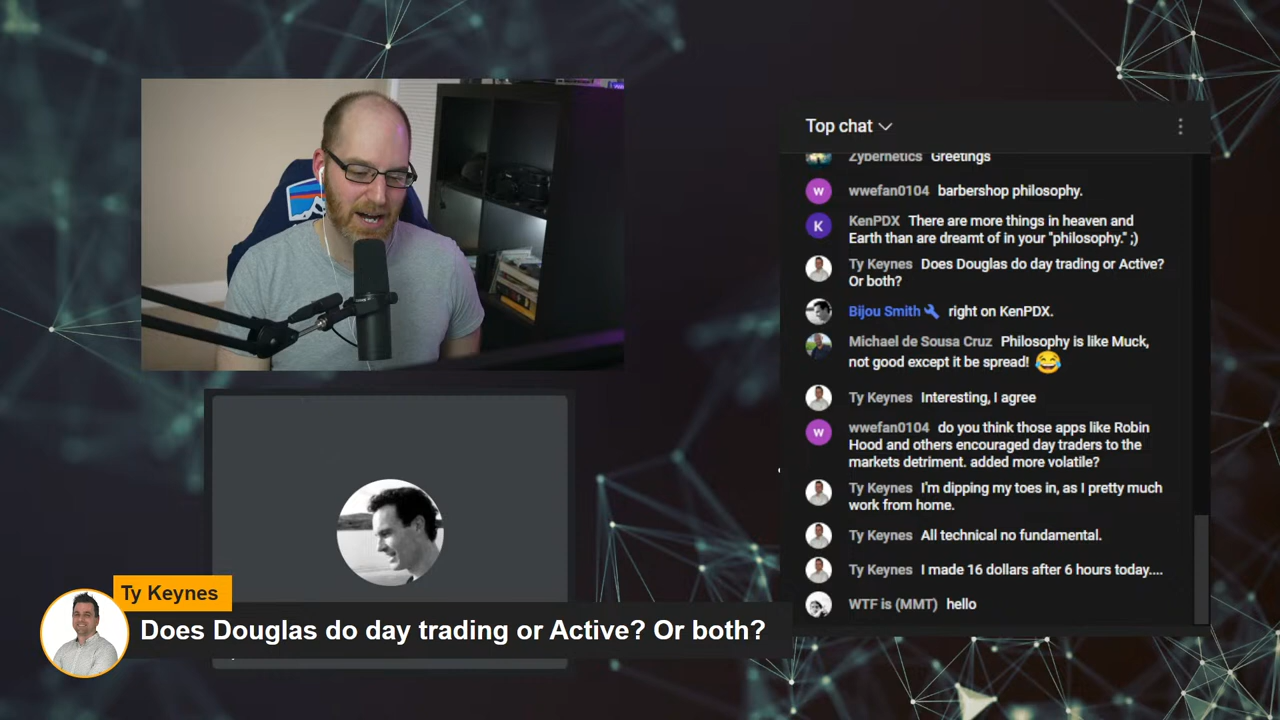 Top chat
Zybernetics Greetings
wwefan0104 barbershop philosophy.
KenPDX There are more things in heaven and
Earth than are dreamt of in your "philosophy." ;)
Ty Keynes Does Douglas do day trading or Active?
Or both?
Bijou Smith right on KenPDX.
Michael de Sousa Cruz Philosophy is like Muck,
not good except it be spread! 😂
Ty Keynes Interesting, I agree
wwefan0104 do you think those apps like Robin
Hood and others encouraged day traders to the
markets detriment. added more volatile?
Ty Keynes I'm dipping my toes in, as I pretty much
work from home.
Ty Keynes All technical no fundamental.
Ty Keynes I made 16 dollars after 6 hours today....
WTF is (MMT) hello
Ty Keynes
Does Douglas do day trading or Active? Or both?